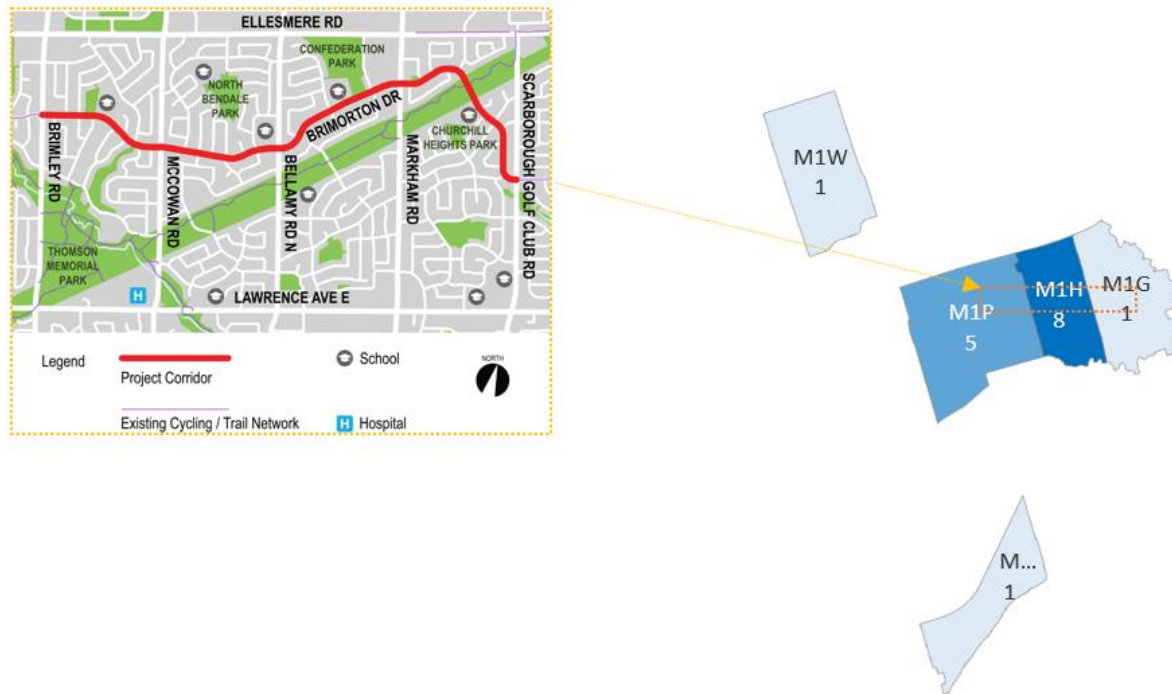 ELLESMERE RD
CONFEDERATION
PARK
NORTH
BENDALE
PARK
BRIMORTON DR
CHURCHILL
HEIGHTS PARK
BRIMLEY RD
MCCOWAN RD
BELLAMY RD N
MARKHAM RD
SCARBOROUGH GOLF CLUB RD
THOMSON
MEMORIAL
PARK
H
LAWRENCE AVE E
Legend
Project Corridor
School
NORTH
Existing Cycling / Trail Network
H Hospital
M1W
1
M1P
5
M1H
8
M1G
1
M...
1